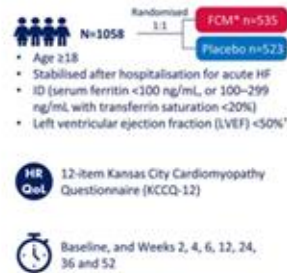 Randomised
1:1
N=1058
FCM* n=535
Placebo n=523
• Age ≥18
• Stabilised after hospitalisation for acute HF
• ID (serum ferritin <100 ng/mL, or 100–299
ng/mL with transferrin saturation <20%)
• Left ventricular ejection fraction (LVEF) <50%
HR
QoL
12-item Kansas City Cardiomyopathy
Questionnaire (KCCQ-12)
Baseline, and Weeks 2, 4, 6, 12, 24,
36 and 52